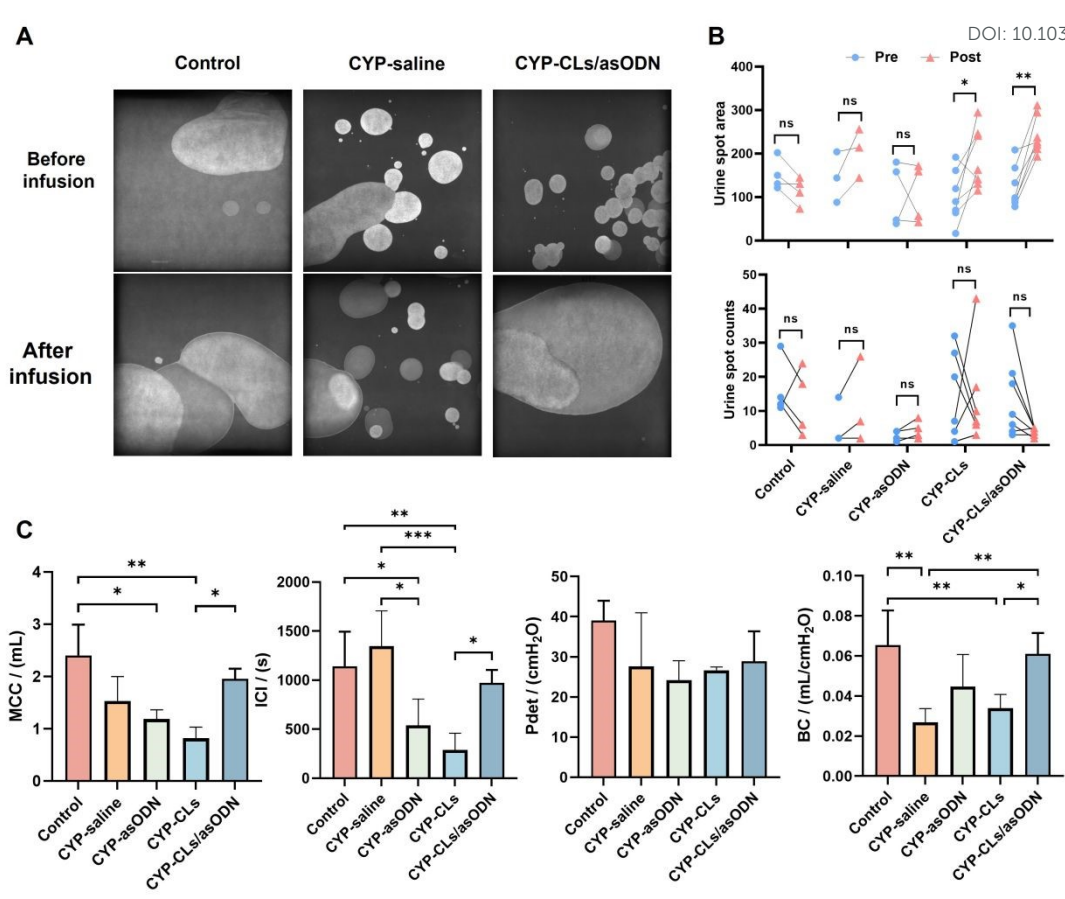 DOI: 10.103
A
Control
CYP-saline
CYP-CLs/asODN
Before
infusion
After
infusion
B
Pre
Post
Urine spot area
400
300
200
100
0
ns
ns
ns
*
**
Urine spot counts
50
40
30
20
10
0
ns
ns
ns
ns
ns
Control
CYP-saline
CYP-asODN
CYP-CLs
CYP-CLs/asODN
C
MCC / (mL)
4
3
2
1
0
**
*
*
Control
CYP-saline
CYP-asODN
CYP-CLs
CYP-CLs/asODN
ICI / (s)
2000
1500
1000
500
0
**
***
*
*
*
Control
CYP-saline
CYP-asODN
CYP-CLs
CYP-CLs/asODN
Pdet / (cmH₂O)
50
40
30
20
10
0
Control
CYP-saline
CYP-asODN
CYP-CLs
CYP-CLs/asODN
BC / (mL/cmH₂O)
0.10
0.08
0.06
0.04
0.02
0.00
**
**
**
*
Control
CYP-saline
CYP-asODN
CYP-CLs
CYP-CLs/asODN